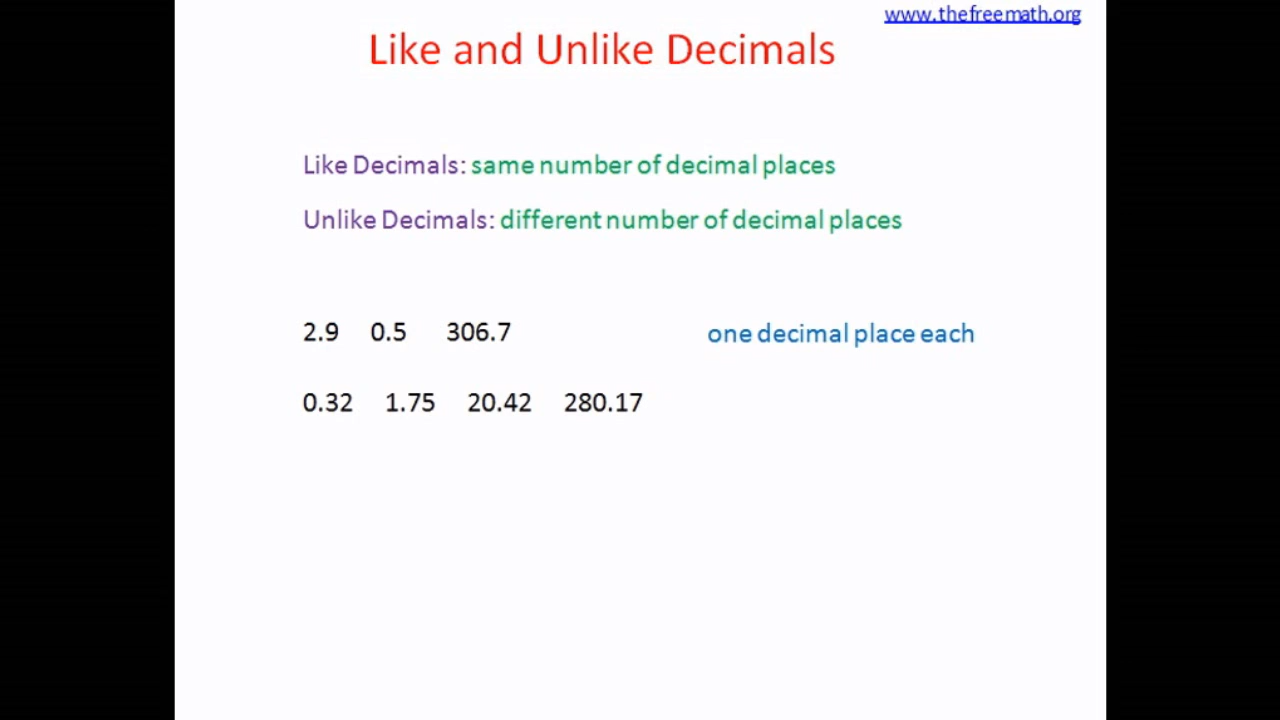 www.thefreemath.org
Like and Unlike Decimals
Like Decimals: same number of decimal places
Unlike Decimals: different number of decimal places
2.9 0.5 306.7 one decimal place each
0.32 1.75 20.42 280.17